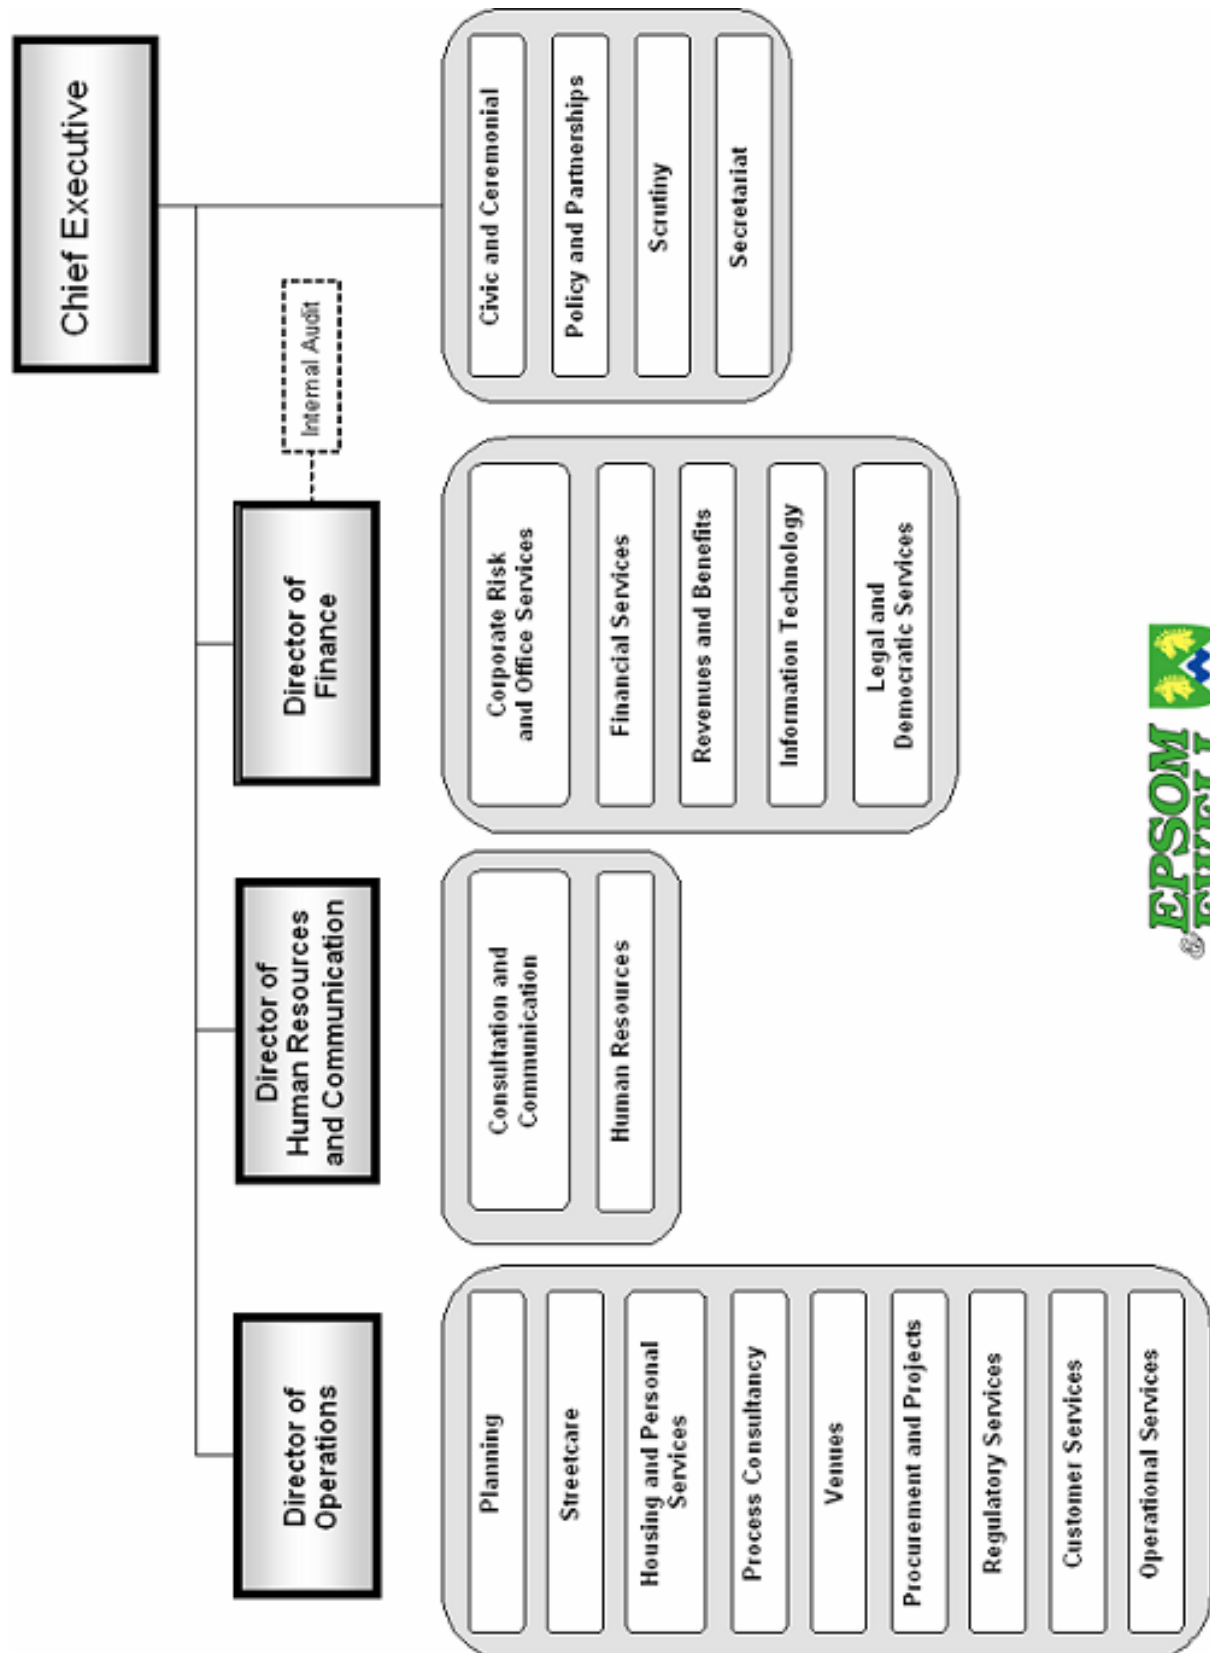 Chief Executive
Internal Audit
Director of
Operations
Director of
Human Resources
and Communication
Director of
Finance
Planning
Streetcare
Housing and Personal
Services
Process Consultancy
Venues
Procurement and Projects
Regulatory Services
Customer Services
Operational Services
Consultation and
Communication
Human Resources
Corporate Risk
and Office Services
Financial Services
Revenues and Benefits
Information Technology
Legal and
Democratic Services
Civic and Ceremonial
Policy and Partnerships
Scrutiny
Secretariat
EPSOM
&